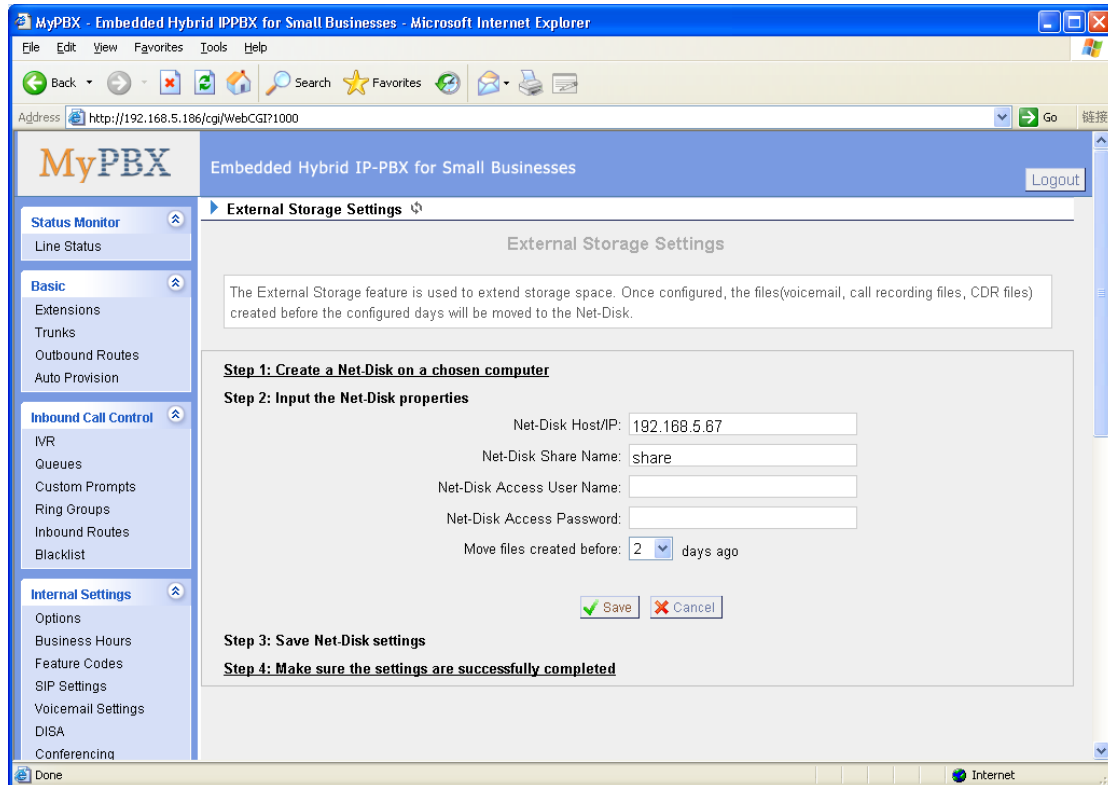 MyPBX - Embedded Hybrid IPPBX for Small Businesses - Microsoft Internet Explorer
File Edit View Favorites Tools Help
Back Search Favorites
Address http://192.168.5.186/cgi/WebCGI?1000 Go 链接
MyPBX
Embedded Hybrid IP-PBX for Small Businesses
Logout
Status Monitor
Line Status
Basic
Extensions
Trunks
Outbound Routes
Auto Provision
Inbound Call Control
IVR
Queues
Custom Prompts
Ring Groups
Inbound Routes
Blacklist
Internal Settings
Options
Business Hours
Feature Codes
SIP Settings
Voicemail Settings
DISA
Conferencing
External Storage Settings
External Storage Settings
The External Storage feature is used to extend storage space. Once configured, the files(voicemail, call recording files, CDR files)
created before the configured days will be moved to the Net-Disk.
Step 1: Create a Net-Disk on a chosen computer
Step 2: Input the Net-Disk properties
Net-Disk Host/IP: 192.168.5.67
Net-Disk Share Name: share
Net-Disk Access User Name:
Net-Disk Access Password:
Move files created before: 2 days ago
Save Cancel
Step 3: Save Net-Disk settings
Step 4: Make sure the settings are successfully completed
Done Internet